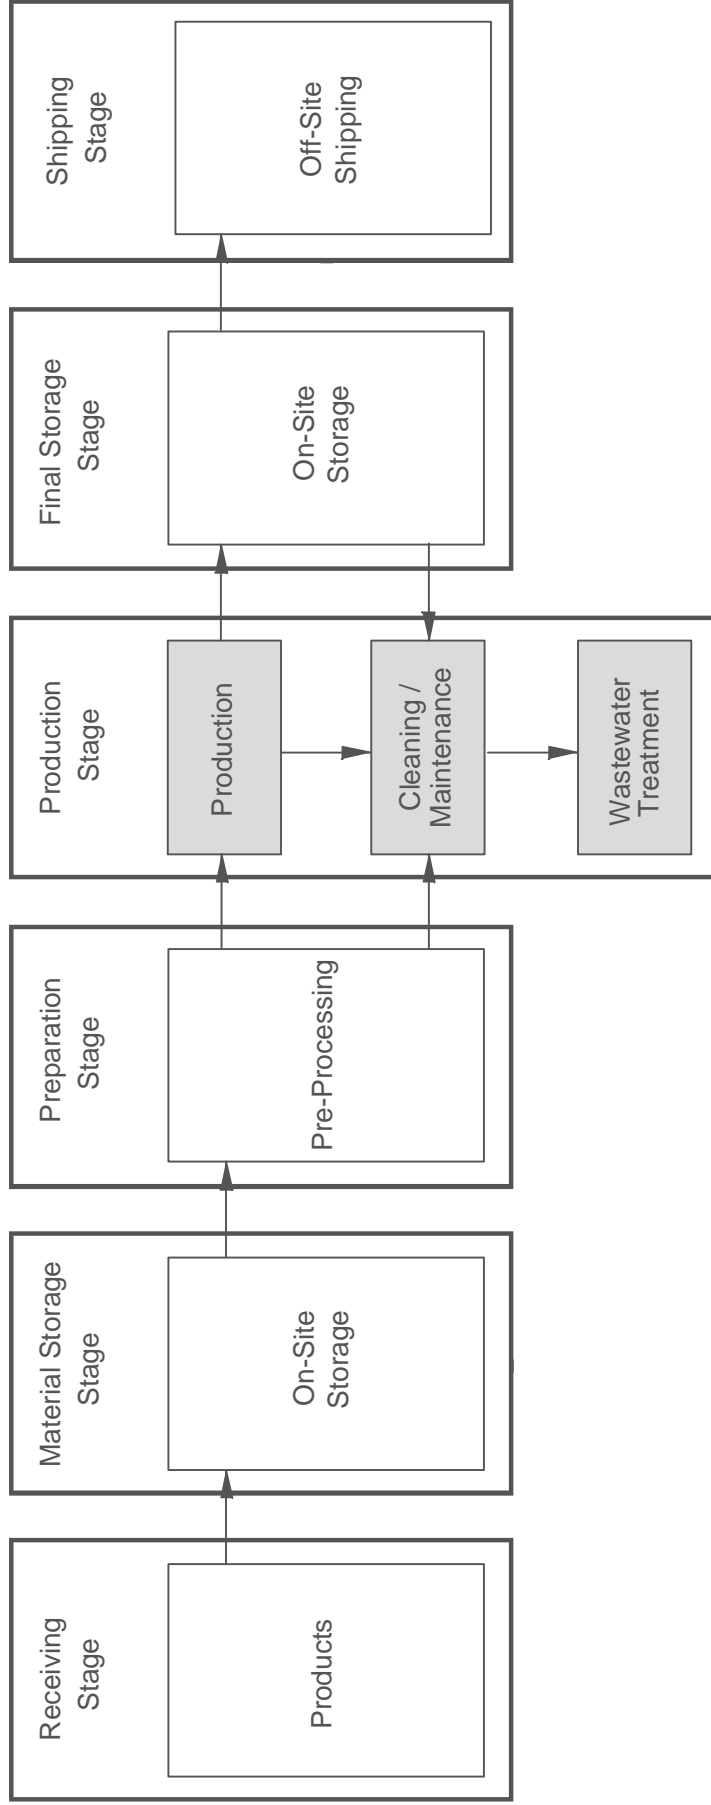 Receiving
Stage
Products
Material Storage
Stage
On-Site
Storage
Preparation
Stage
Pre-Processing
Production
Stage
Production
Cleaning /
Maintenance
Wastewater
Treatment
Final Storage
Stage
On-Site
Storage
Shipping
Stage
Off-Site
Shipping